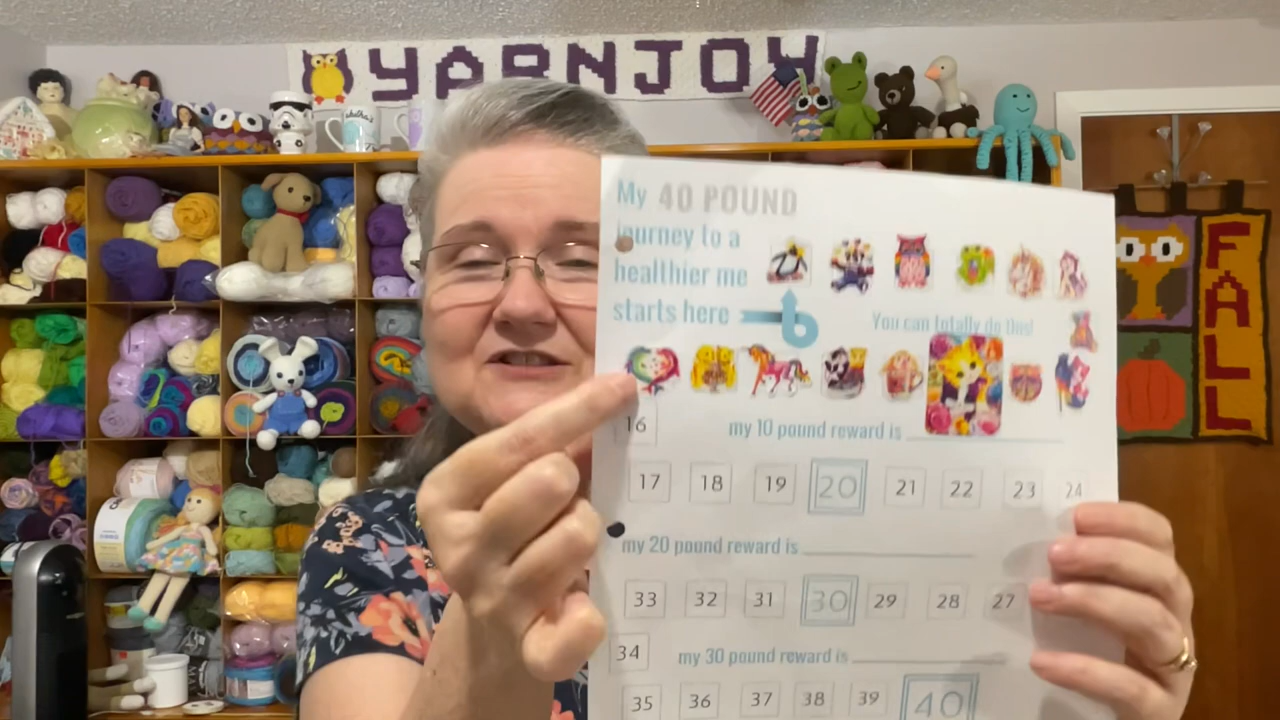 YARNJOY
My 40 POUND
journey to a
healthier me
starts here
You can totally do this!
16
my 10 pound reward is
17 18 19 20 21 22 23 24
my 20 pound reward is
33 32 31 30 29 28 27
34
my 30 pound reward is
35 36 37 38 39 40
FALL